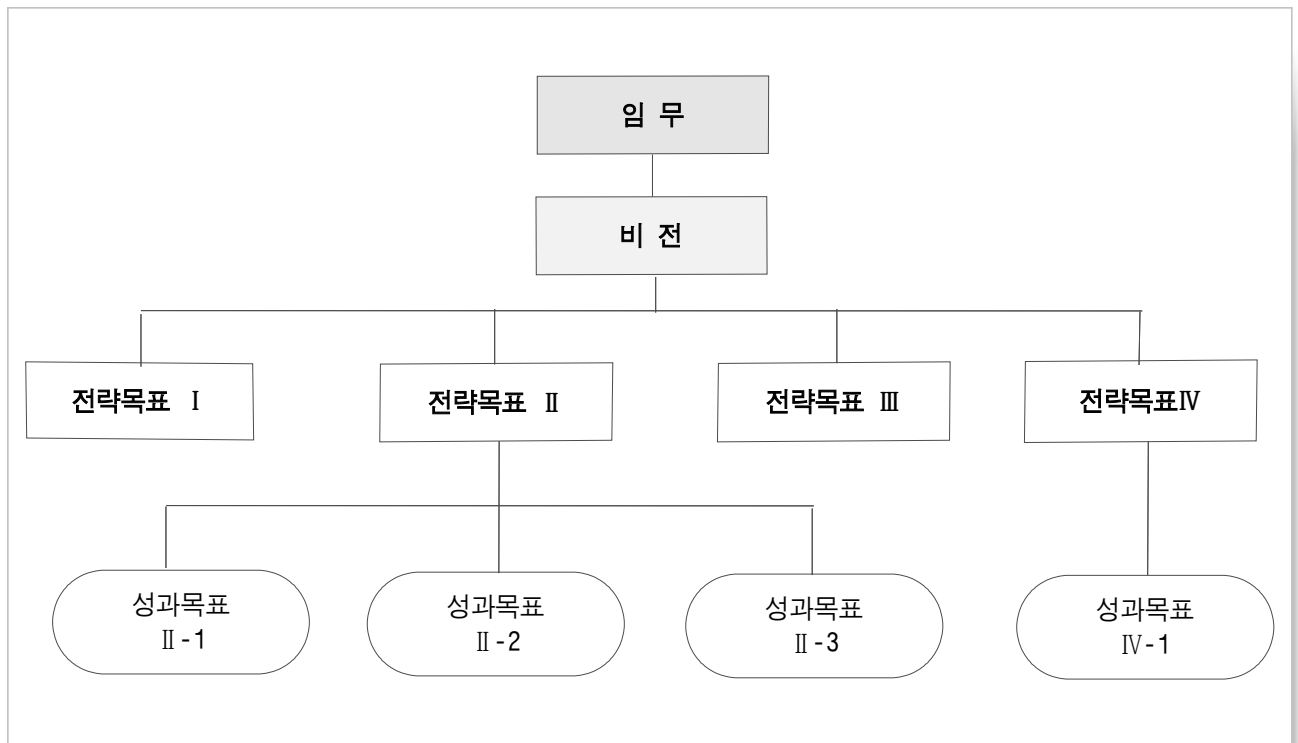 임 무
비 전
전략목표 Ⅰ
전략목표 Ⅱ
전략목표 Ⅲ
전략목표Ⅳ
성과목표
Ⅱ-1
성과목표
Ⅱ-2
성과목표
Ⅱ-3
성과목표
Ⅳ-1